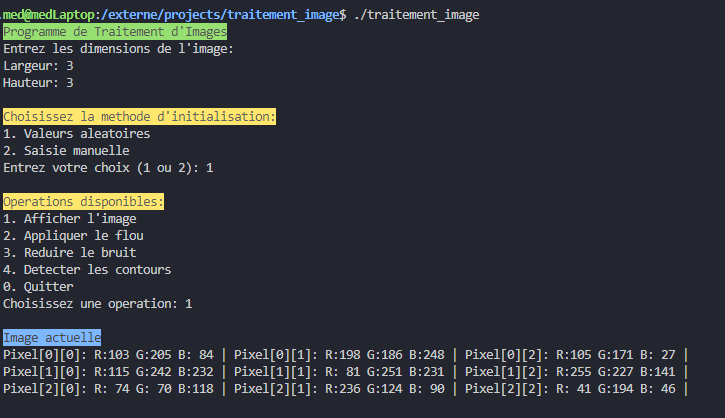 med@medLaptop:/externe/projects/traitement_image$ ./traitement_image
Programme de Traitement d'Images
Entrez les dimensions de l'image:
Largeur: 3
Hauteur: 3
Choisissez la methode d'initialisation:
1. Valeurs aleatoires
2. Saisie manuelle
Entrez votre choix (1 ou 2): 1
Operations disponibles:
1. Afficher l'image
2. Appliquer le flou
3. Reduire le bruit
4. Detecter les contours
0. Quitter
Choisissez une operation: 1
Image actuelle
Pixel[0][0]: R:103 G:205 B: 84 | Pixel[0][1]: R:198 G:186 B:248 | Pixel[0][2]: R:105 G:171 B: 27 |
Pixel[1][0]: R:115 G:242 B:232 | Pixel[1][1]: R: 81 G:251 B:231 | Pixel[1][2]: R:255 G:227 B:141 |
Pixel[2][0]: R: 74 G: 70 B:118 | Pixel[2][1]: R:236 G:124 B: 90 | Pixel[2][2]: R: 41 G:194 B: 46 |